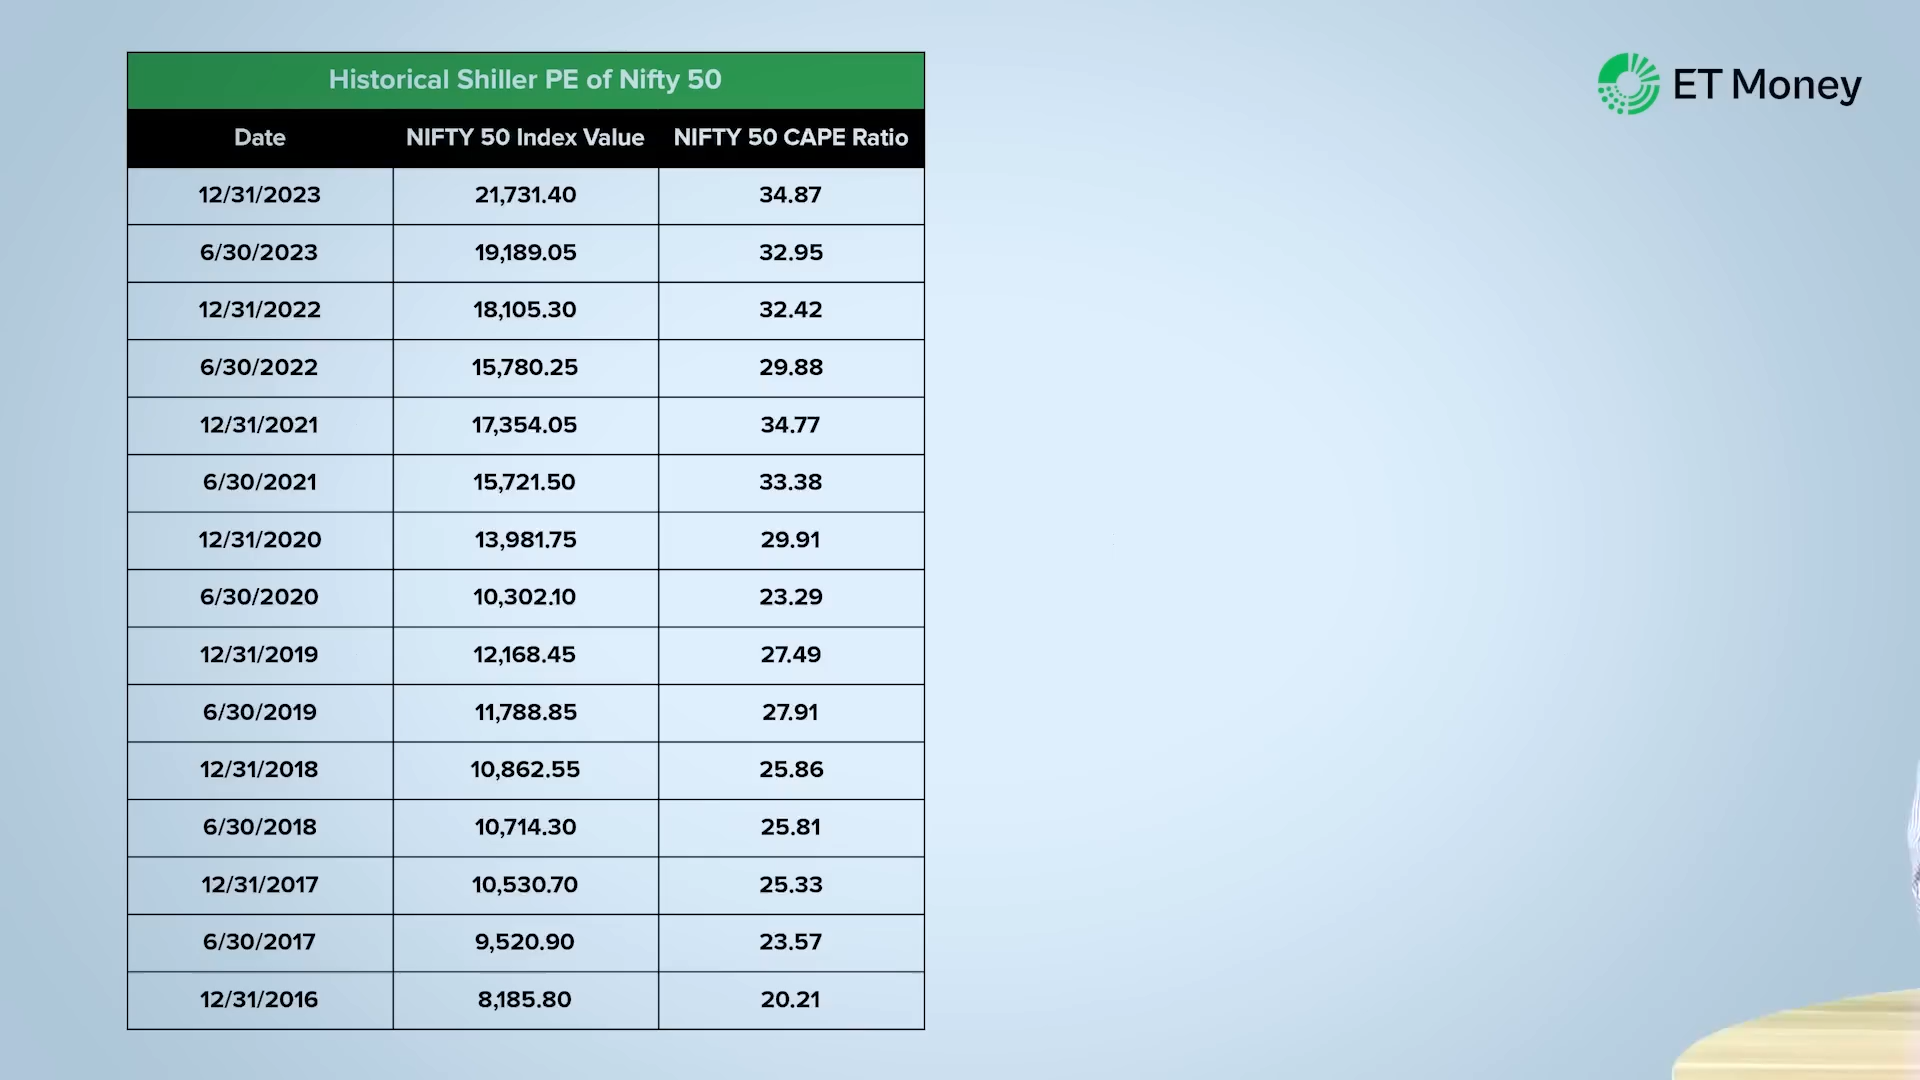 Historical Shiller PE of Nifty 50
ET Money
Date NIFTY 50 Index Value NIFTY 50 CAPE Ratio
12/31/2023 21,731.40 34.87
6/30/2023 19,189.05 32.95
12/31/2022 18,105.30 32.42
6/30/2022 15,780.25 29.88
12/31/2021 17,354.05 34.77
6/30/2021 15,721.50 33.38
12/31/2020 13,981.75 29.91
6/30/2020 10,302.10 23.29
12/31/2019 12,168.45 27.49
6/30/2019 11,788.85 27.91
12/31/2018 10,862.55 25.86
6/30/2018 10,714.30 25.81
12/31/2017 10,530.70 25.33
6/30/2017 9,520.90 23.57
12/31/2016 8,185.80 20.21